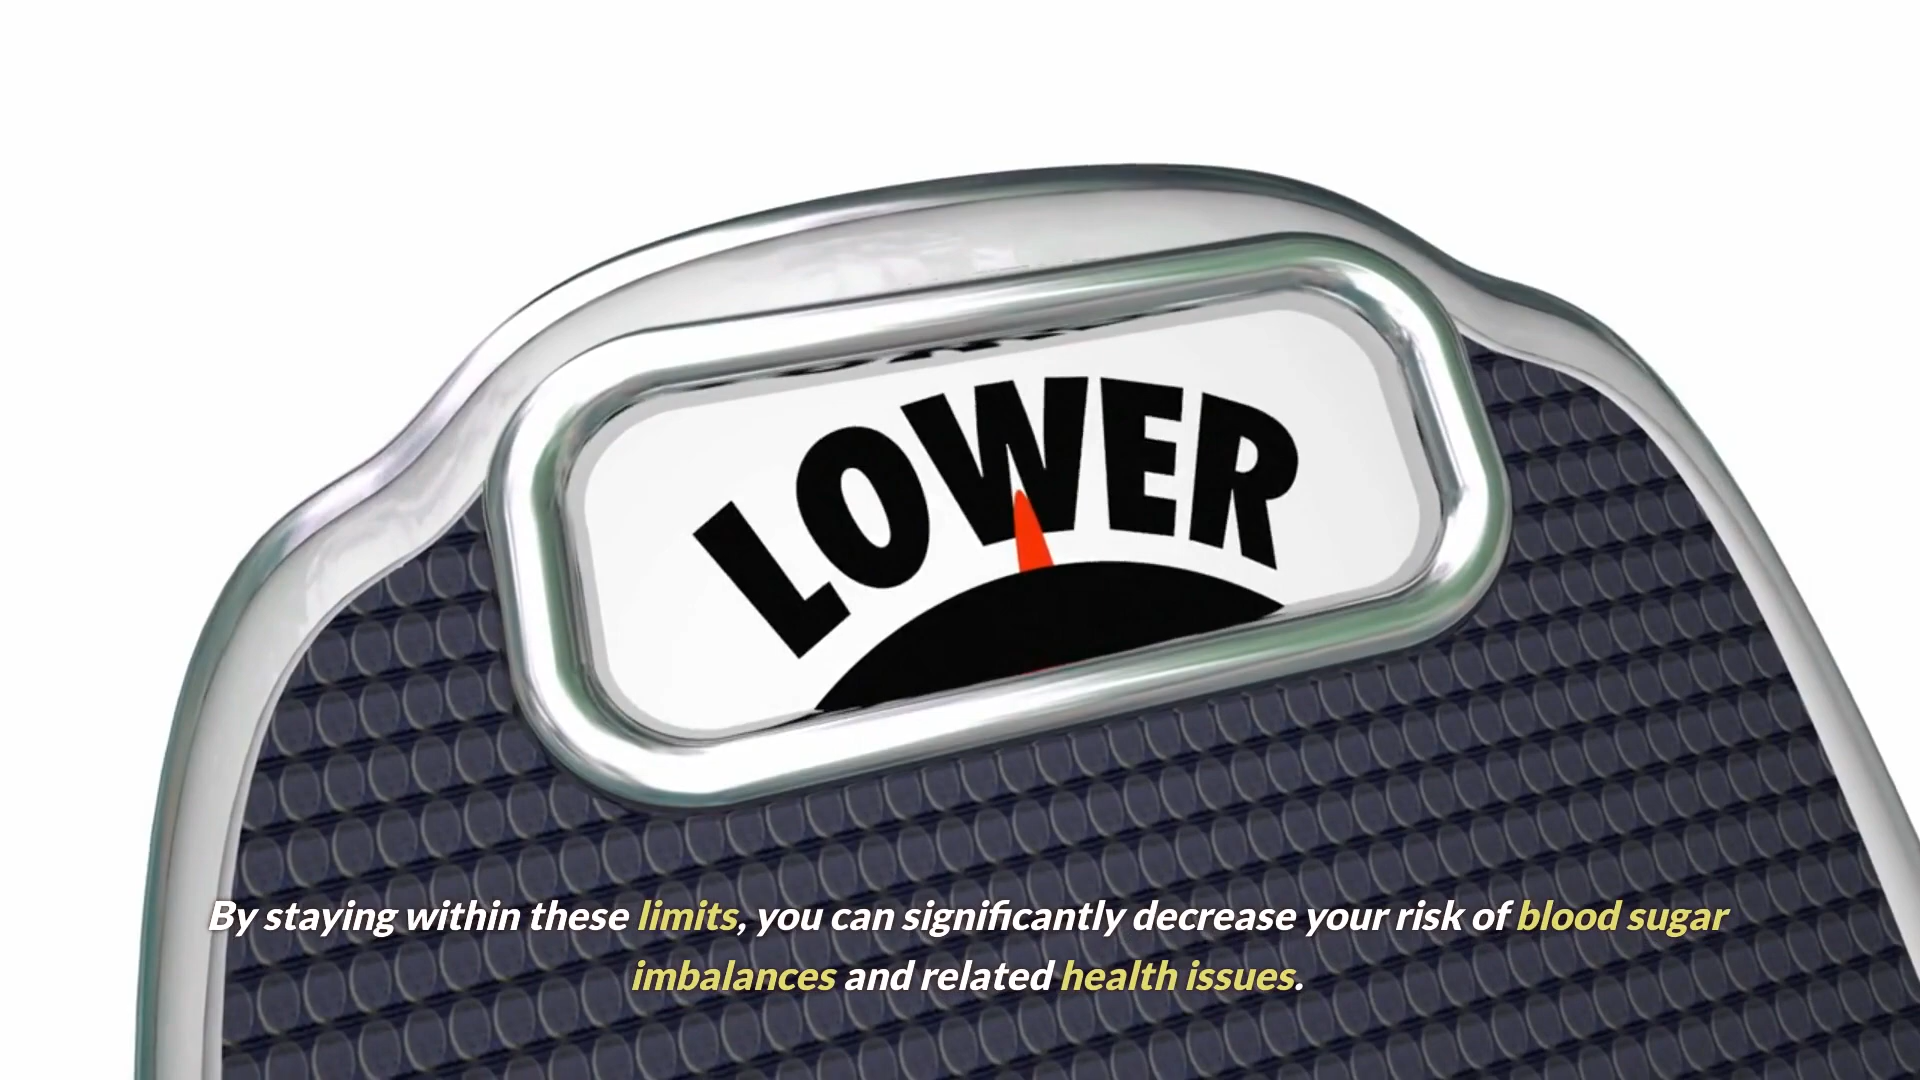 LOWER
By staying within these limits, you can significantly decrease your risk of blood sugar
imbalances and related health issues.